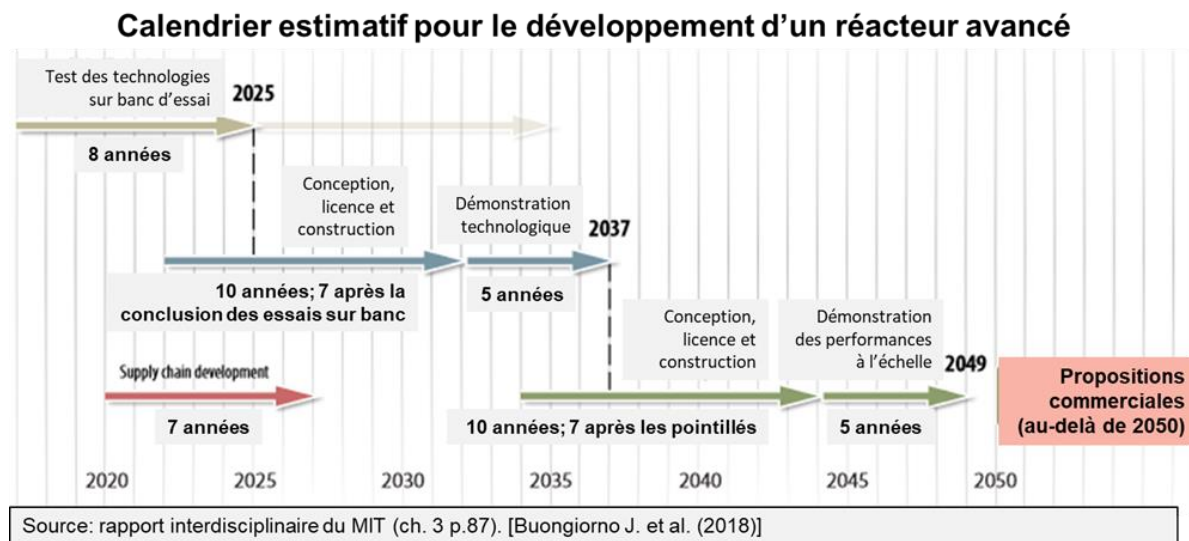 Calendrier estimatif pour le développement d'un réacteur avancé
Test des technologies
sur banc d'essai
2025
8 années
Conception,
licence et
construction
Démonstration
technologique
2037
10 années; 7 après la
conclusion des essais sur banc
5 années
Conception,
licence et
construction
Démonstration
des performances
à l'échelle
2049
Supply chain development
7 années
10 années; 7 après les pointillés
5 années
Propositions
commerciales
(au-delà de 2050)
2020 2025 2030 2035 2040 2045 2050
Source: rapport interdisciplinaire du MIT (ch. 3 p.87). [Buongiorno J. et al. (2018)]